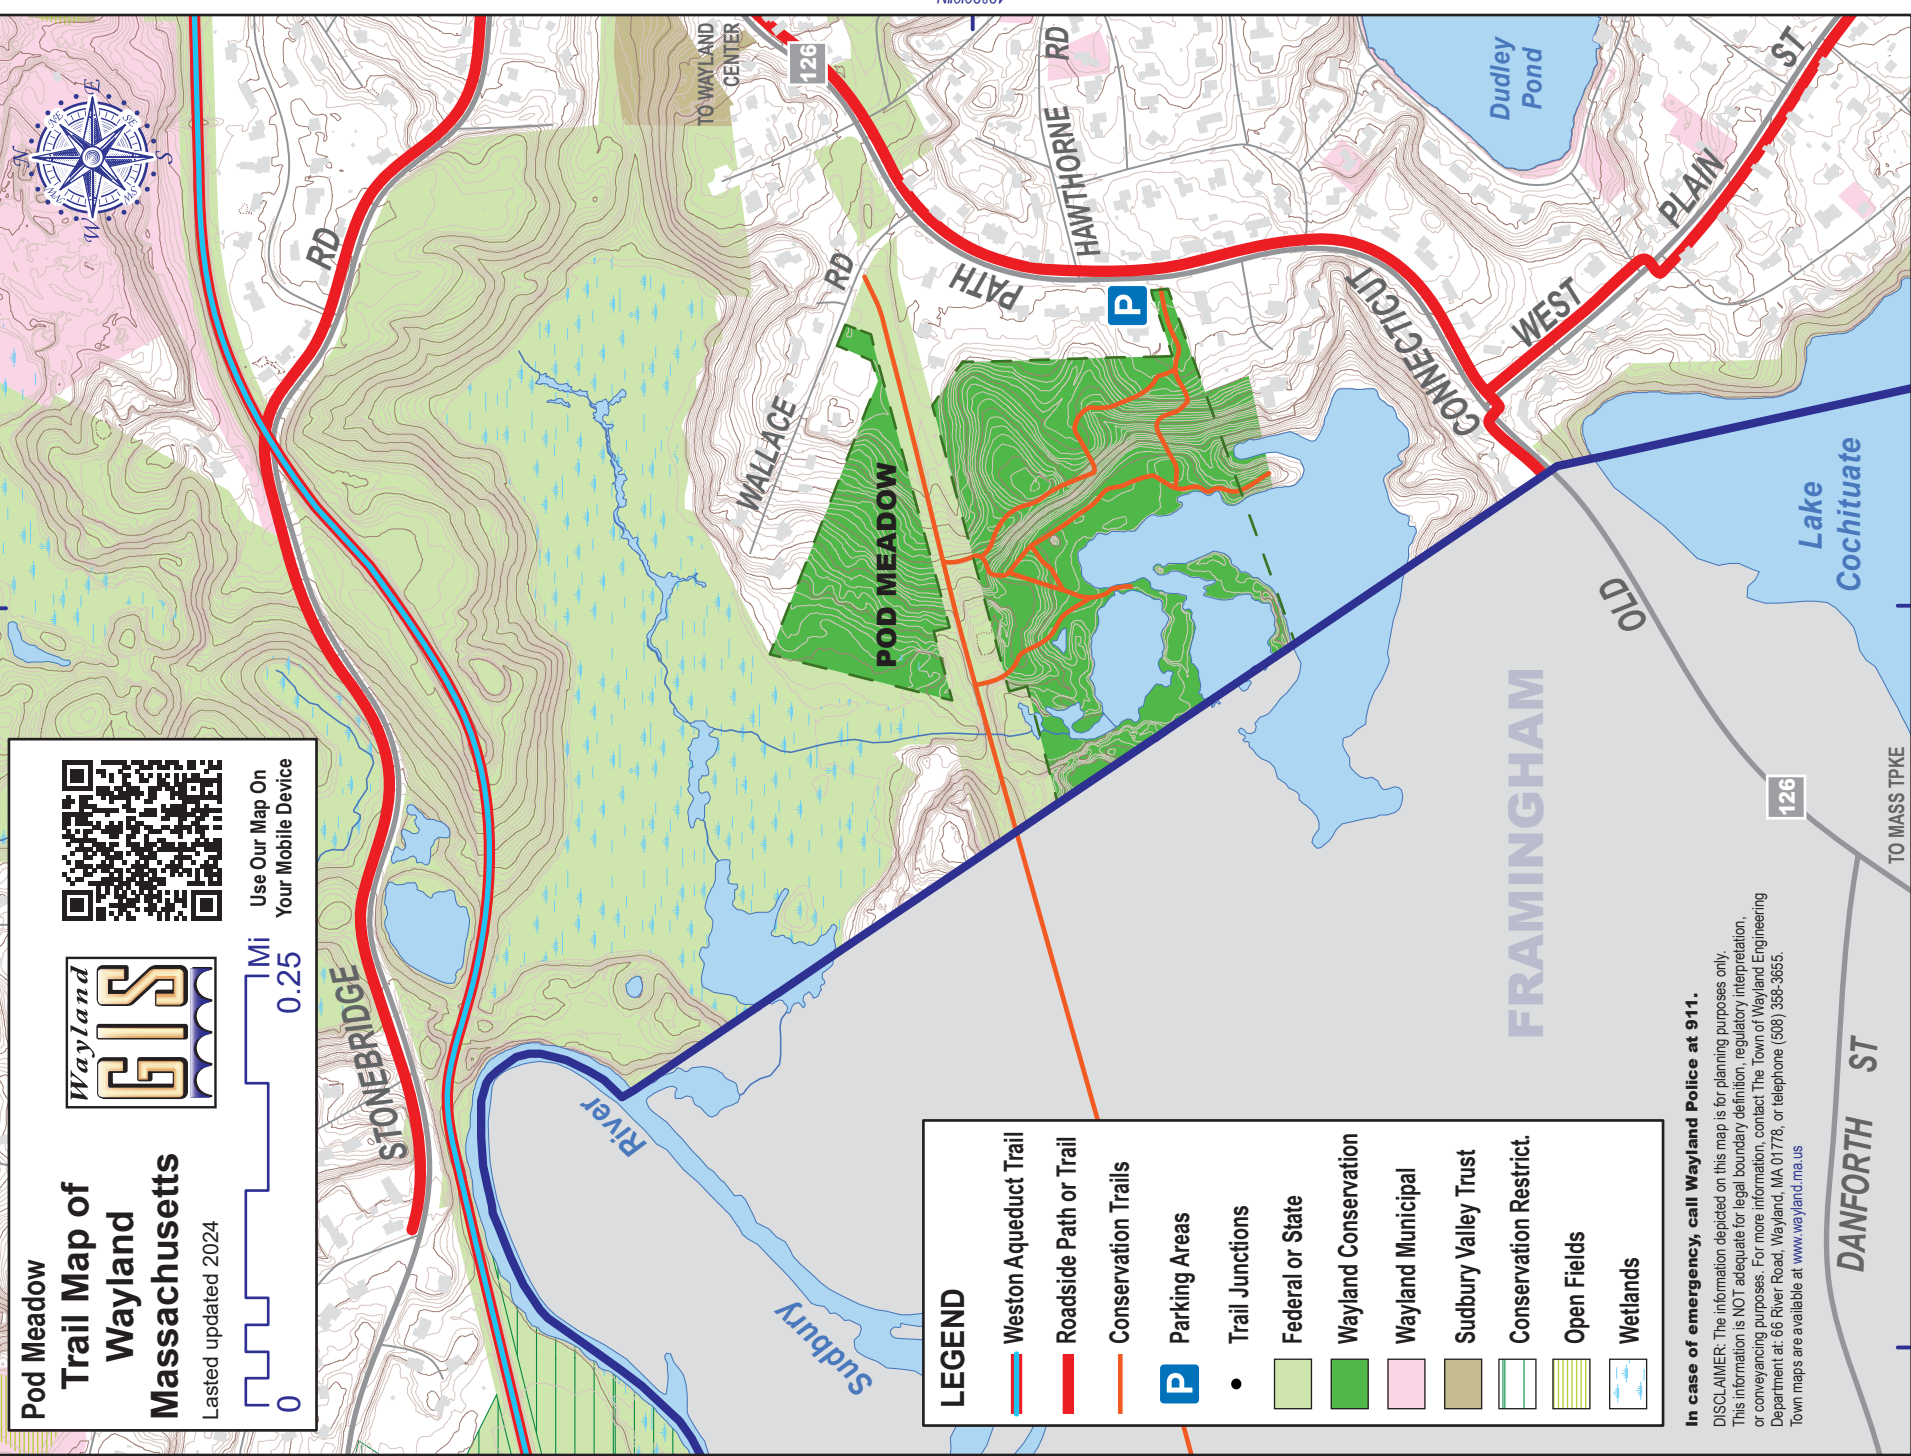 Pod Meadow
Trail Map of
Wayland
Massachusetts
Last updated 2024
Wayland
GIS
Use Our Map On
Your Mobile Device
0
0.25
Mi
N
NE
E
SE
S
SW
W
NW
RD
STONEBRIDGE
TO WAYLAND
CENTER
126
WALLACE
RD
HAWTHORNE
RD
PATH
P
CONNECTICUT
WEST
PLAIN
ST
Dudley
Pond
POD MEADOW
Lake
Cochituate
OLD
126
TO MASS TPKE
FRAMINGHAM
DANFORTH
ST
Sudbury
River
LEGEND
Weston Aqueduct Trail
Roadside Path or Trail
Conservation Trails
P Parking Areas
Trail Junctions
Federal or State
Wayland Conservation
Wayland Municipal
Sudbury Valley Trust
Conservation Restrict.
Open Fields
Wetlands
In case of emergency, call Wayland Police at 911.
DISCLAIMER: The information depicted on this map is for planning purposes only.
This information is NOT adequate for legal boundary definition, regulatory interpretation,
or conveyancing purposes. For more information, contact The Town of Wayland Engineering
Department at: 66 River Road, Wayland, MA 01778, or telephone (508) 358-3655.
Town maps are available at www.wayland.ma.us